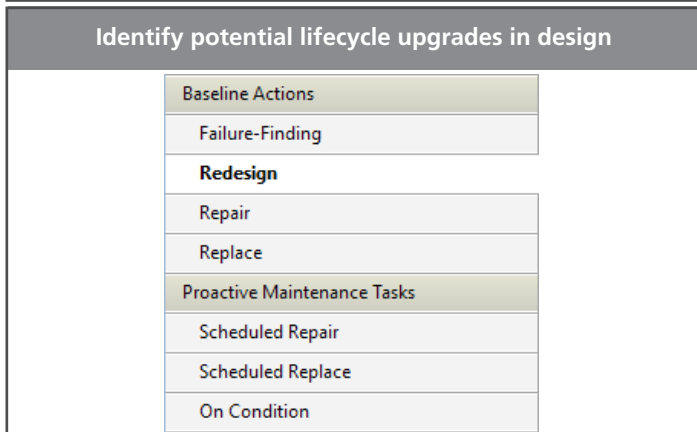 Identify potential lifecycle upgrades in design
Baseline Actions
Failure-Finding
Redesign
Repair
Replace
Proactive Maintenance Tasks
Scheduled Repair
Scheduled Replace
On Condition